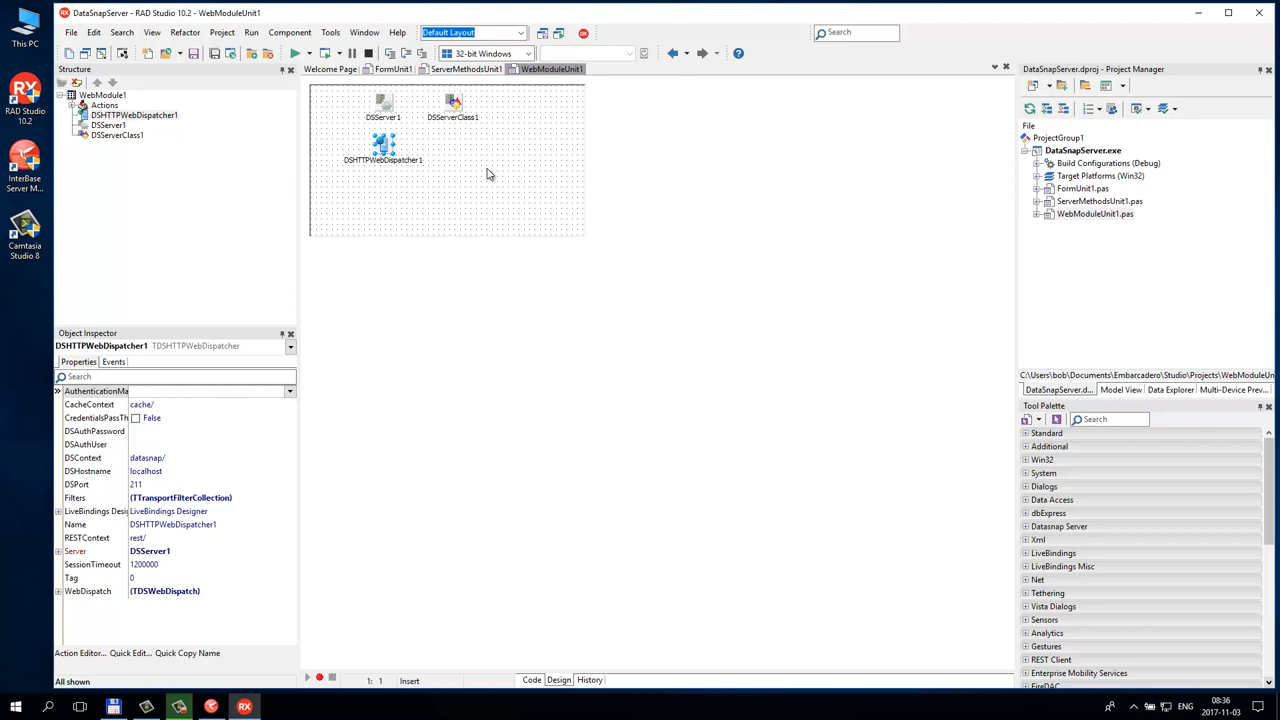 This PC
RAD Studio
10.2
InterBase
Server M...
Camtasia
Studio 8
DataSnapServer - RAD Studio 10.2 - WebModuleUnit1
File Edit Search View Refactor Project Run Component Tools Window Help
Default Layout
Search
32-bit Windows
Structure
WebModule1
Actions
DSHTTPWebDispatcher1
DSServer1
DSServerClass1
Welcome Page FormUnit1 ServerMethodsUnit1 WebModuleUnit1
DSServer1 DSServerClass1
DSHTTPWebDispatcher1
DataSnapServer.dproj - Project Manager
File
ProjectGroup1
DataSnapServer.exe
Build Configurations (Debug)
Target Platforms (Win32)
FormUnit1.pas
ServerMethodsUnit1.pas
WebModuleUnit1.pas
C:\Users\bob\Documents\Embarcadero\Studio\Projects\WebModuleUn
DataSnapServer.d... Model View Data Explorer Multi-Device Prev...
Object Inspector
DSHTTPWebDispatcher1 TDSHTTPWebDispatcher
Properties Events
Search
AuthenticationMa
CacheContext cache/
CredentialsPassTh False
DSAuthPassword
DSAuthUser
DSContext datasnap/
DSHostname localhost
DSPort 211
Filters (TTransportFilterCollection)
LiveBindings Desig LiveBindings Designer
Name DSHTTPWebDispatcher1
RESTContext rest/
Server DSServer1
SessionTimeout 1200000
Tag 0
WebDispatch (TDSWebDispatch)
Action Editor... Quick Edit... Quick Copy Name
All shown
Tool Palette
Search
Standard
Additional
Win32
System
Dialogs
Data Access
dbExpress
Datasnap Server
Xml
LiveBindings
LiveBindings Misc
Net
Tethering
Vista Dialogs
Sensors
Analytics
Gestures
REST Client
Enterprise Mobility Services
FireDAC
1: 1 Insert Code Design History
ENG
08:36
2017-11-03